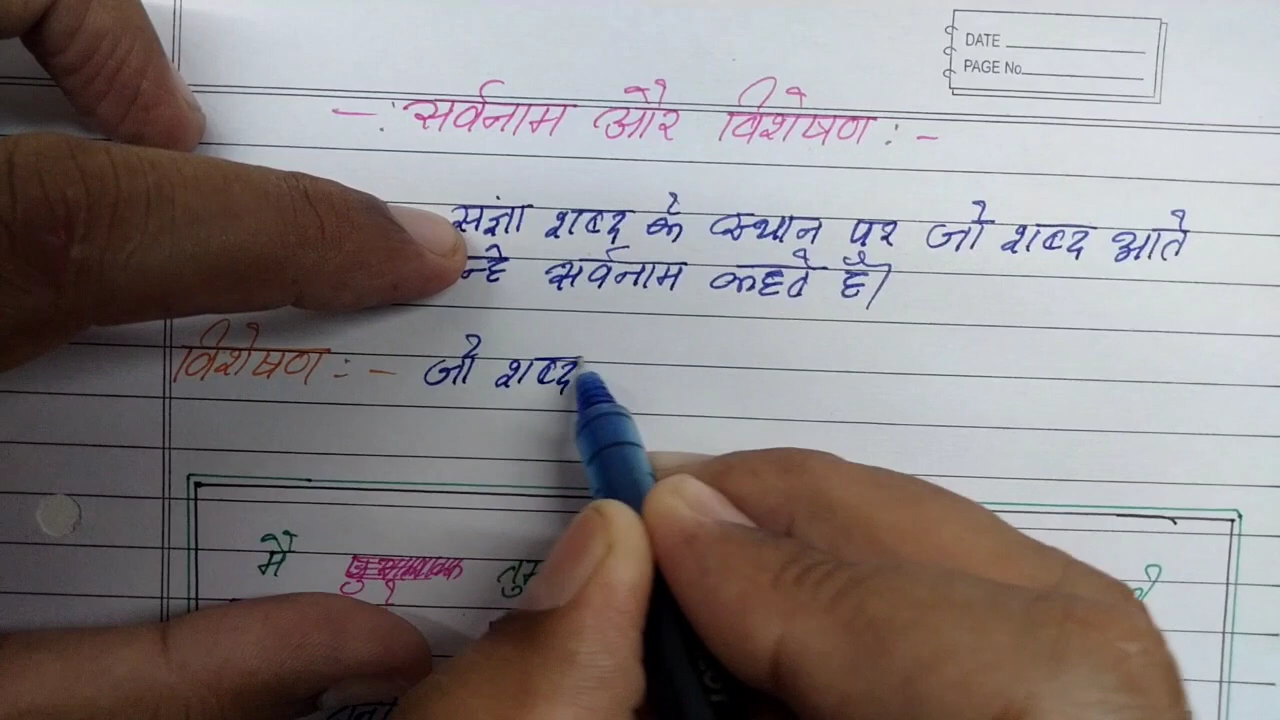 DATE
PAGE No.
-: सर्वनाम और विशेषण :-
संज्ञा शब्द के स्थान पर जो शब्द आते
न्हे सर्वनाम कहते है।
विशेषण :- जो शब्द
मै तुम